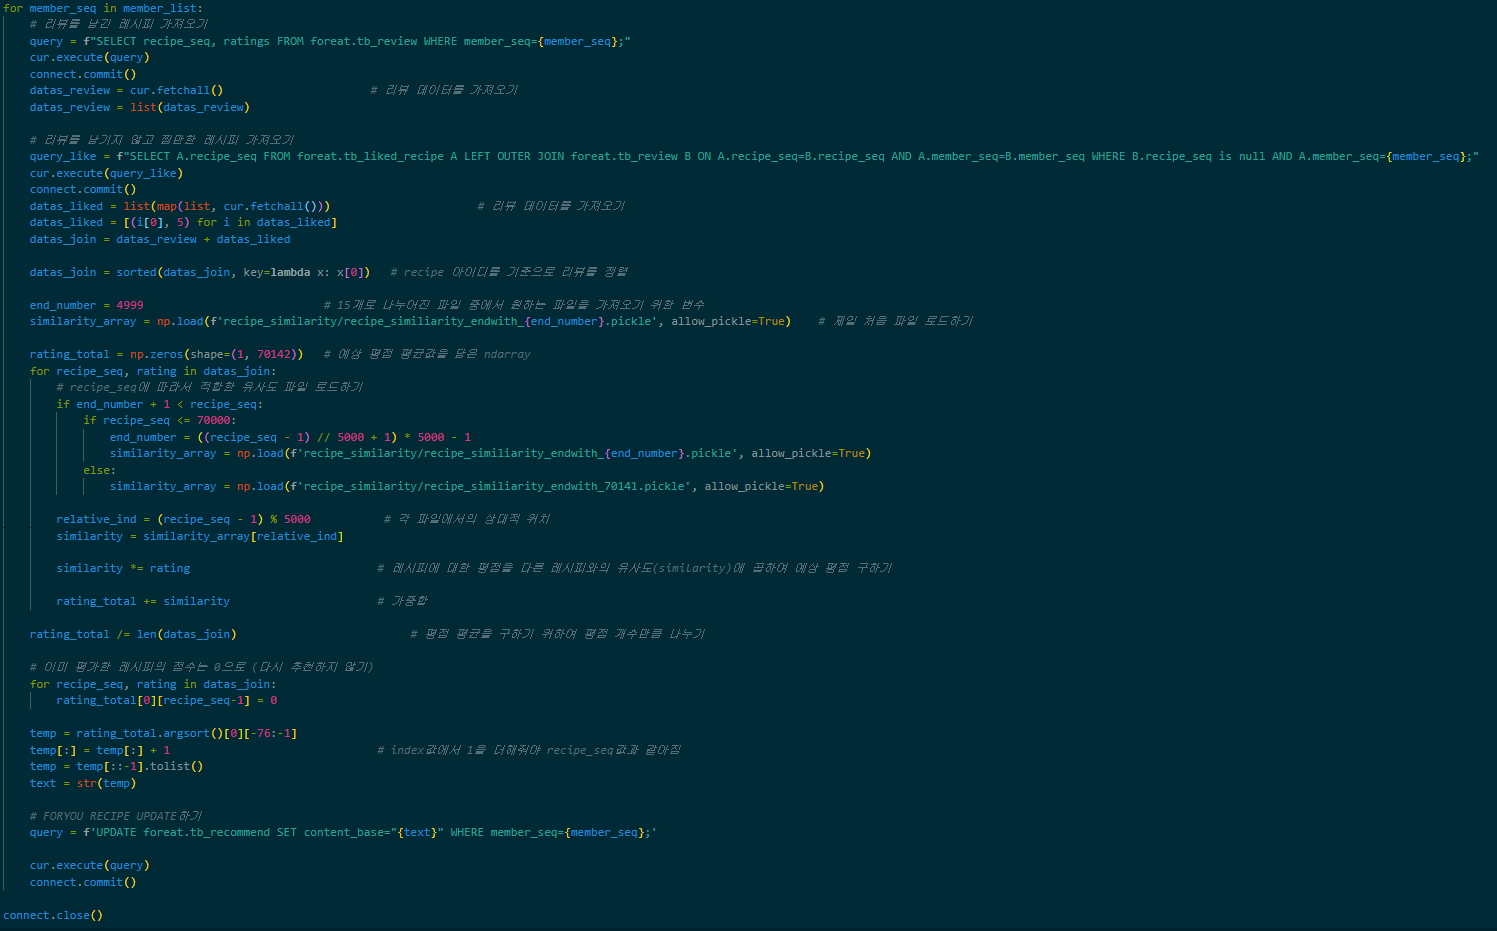 for member_seq in member_list:
# 리뷰를 남긴 레시피 가져오기
query = f"SELECT recipe_seq, ratings FROM foreat.tb_review WHERE member_seq={member_seq};"
cur.execute(query)
connect.commit()
datas_review = cur.fetchall() # 리뷰 데이터를 가져오기
datas_review = list(datas_review)
# 리뷰를 남기지 않고 찜만한 레시피 가져오기
query_like = f"SELECT A.recipe_seq FROM foreat.tb_liked_recipe A LEFT OUTER JOIN foreat.tb_review B ON A.recipe_seq=B.recipe_seq AND A.member_seq=B.member_seq WHERE B.recipe_seq is null AND A.member_seq={member_seq};"
cur.execute(query_like)
connect.commit()
datas_liked = list(map(list, cur.fetchall())) # 리뷰 데이터를 가져오기
datas_liked = [(i[0], 5) for i in datas_liked]
datas_join = datas_review + datas_liked
datas_join = sorted(datas_join, key=lambda x: x[0]) # recipe 아이디를 기준으로 리뷰를 정렬
end_number = 4999 # 15개로 나누어진 파일 중에서 원하는 파일을 가져오기 위한 변수
similarity_array = np.load(f'recipe_similarity/recipe_similiarity_endwith_{end_number}.pickle', allow_pickle=True) # 제일 처음 파일 로드하기
rating_total = np.zeros(shape=(1, 70142)) # 예상 평점 평균값을 담은 ndarray
for recipe_seq, rating in datas_join:
# recipe_seq에 따라서 적합한 유사도 파일 로드하기
if end_number + 1 < recipe_seq:
if recipe_seq <= 70000:
end_number = ((recipe_seq - 1) // 5000 + 1) * 5000 - 1
similarity_array = np.load(f'recipe_similarity/recipe_similiarity_endwith_{end_number}.pickle', allow_pickle=True)
else:
similarity_array = np.load(f'recipe_similarity/recipe_similiarity_endwith_70141.pickle', allow_pickle=True)
relative_ind = (recipe_seq - 1) % 5000 # 각 파일에서의 상대적 위치
similarity = similarity_array[relative_ind]
similarity *= rating # 레시피에 대한 평점을 다른 레시피와의 유사도(similarity)에 곱하여 예상 평점 구하기
rating_total += similarity # 가중합
rating_total /= len(datas_join) # 평점 평균을 구하기 위하여 평점 개수만큼 나누기
# 이미 평가한 레시피의 점수는 0으로 (다시 추천하지 않기)
for recipe_seq, rating in datas_join:
rating_total[0][recipe_seq-1] = 0
temp = rating_total.argsort()[0][-76:-1]
temp[:] = temp[:] + 1 # index값에서 1을 더해줘야 recipe_seq값과 같아짐
temp = temp[::-1].tolist()
text = str(temp)
# FORYOU RECIPE UPDATE하기
query = f'UPDATE foreat.tb_recommend SET content_base="{text}" WHERE member_seq={member_seq};'
cur.execute(query)
connect.commit()
connect.close()